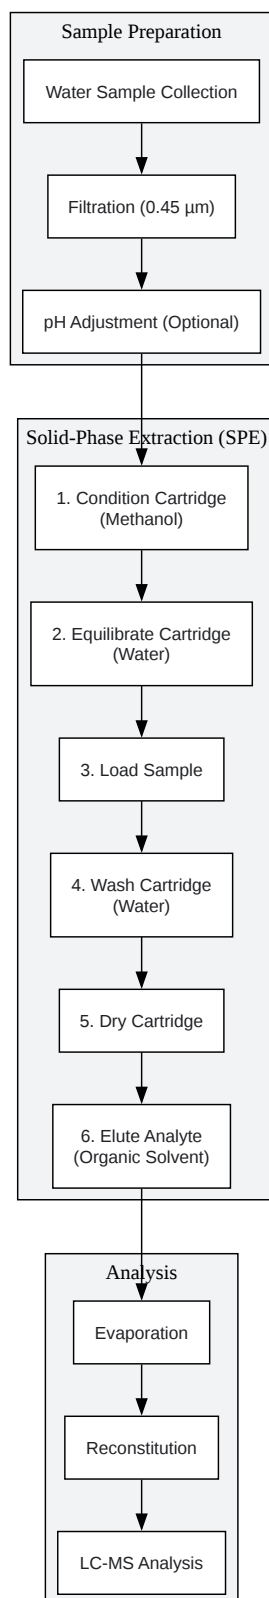 Sample Preparation
Water Sample Collection
Filtration (0.45 µm)
pH Adjustment (Optional)
Solid-Phase Extraction (SPE)
1. Condition Cartridge
(Methanol)
2. Equilibrate Cartridge
(Water)
3. Load Sample
4. Wash Cartridge
(Water)
5. Dry Cartridge
6. Elute Analyte
(Organic Solvent)
Analysis
Evaporation
Reconstitution
LC-MS Analysis